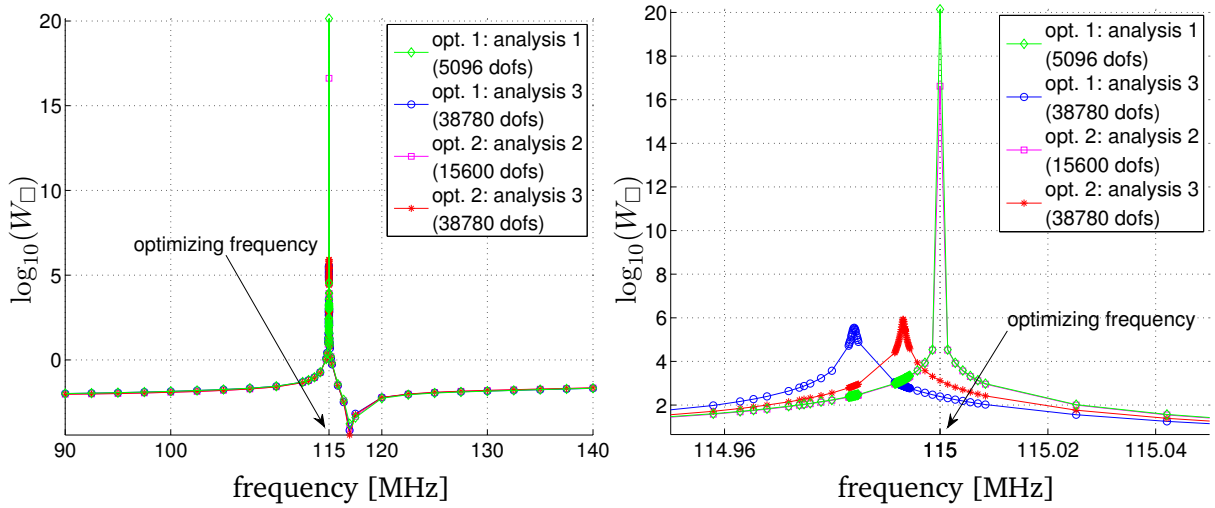 20
15
10
5
0
log₁₀(W□)
opt. 1: analysis 1
(5096 dofs)
opt. 1: analysis 3
(38780 dofs)
opt. 2: analysis 2
(15600 dofs)
opt. 2: analysis 3
(38780 dofs)
optimizing frequency
90 100 115 120 130 140
frequency [MHz]
20
18
16
14
12
10
8
6
4
2
log₁₀(W□)
opt. 1: analysis 1
(5096 dofs)
opt. 1: analysis 3
(38780 dofs)
opt. 2: analysis 2
(15600 dofs)
opt. 2: analysis 3
(38780 dofs)
optimizing frequency
114.96 115 115.02 115.04
frequency [MHz]